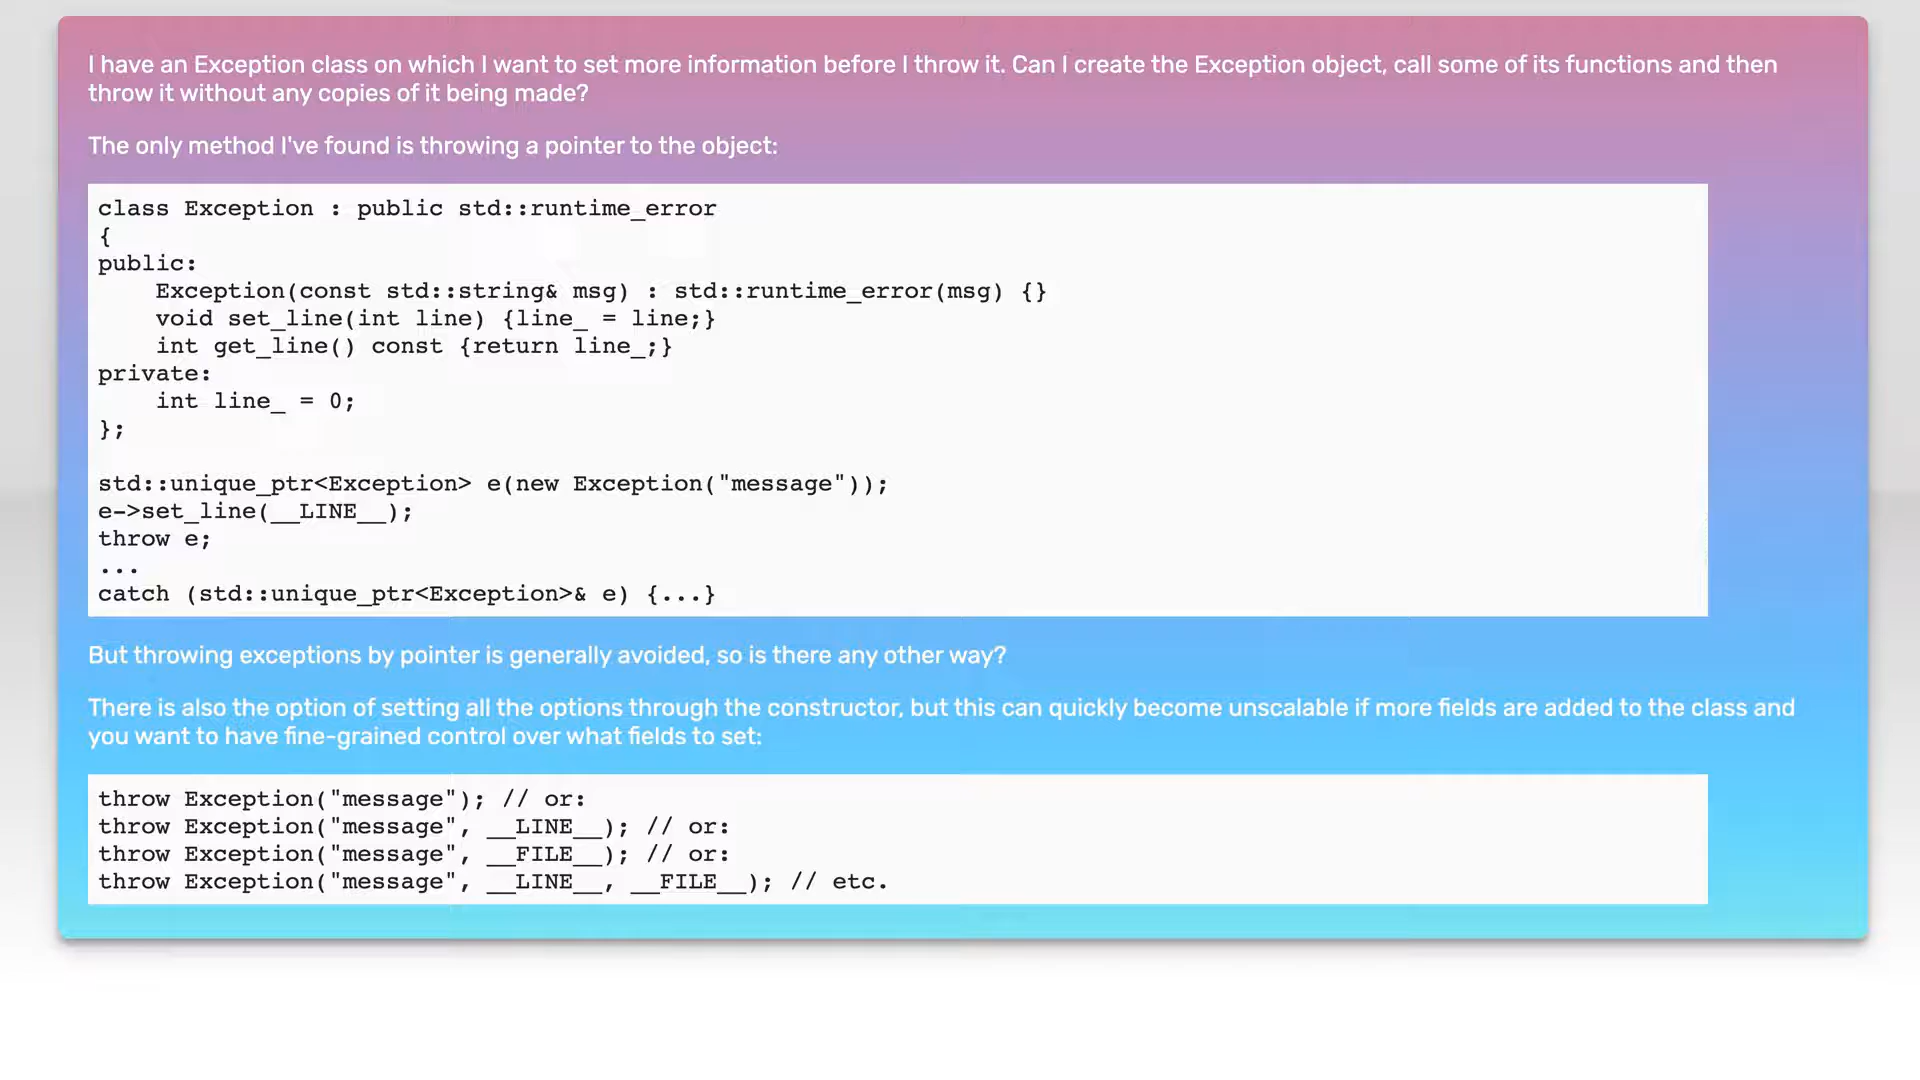 I have an Exception class on which I want to set more information before I throw it. Can I create the Exception object, call some of its functions and then
throw it without any copies of it being made?
The only method I've found is throwing a pointer to the object:
class Exception : public std::runtime_error
{
public:
    Exception(const std::string& msg) : std::runtime_error(msg) {}
    void set_line(int line) {line_ = line;}
    int get_line() const {return line_;}
private:
    int line_ = 0;
};
std::unique_ptr<Exception> e(new Exception("message"));
e->set_line(__LINE__);
throw e;
...
catch (std::unique_ptr<Exception>& e) {...}
But throwing exceptions by pointer is generally avoided, so is there any other way?
There is also the option of setting all the options through the constructor, but this can quickly become unscalable if more fields are added to the class and
you want to have fine-grained control over what fields to set:
throw Exception("message"); // or:
throw Exception("message", __LINE__); // or:
throw Exception("message", __FILE__); // or:
throw Exception("message", __LINE__, __FILE__); // etc.